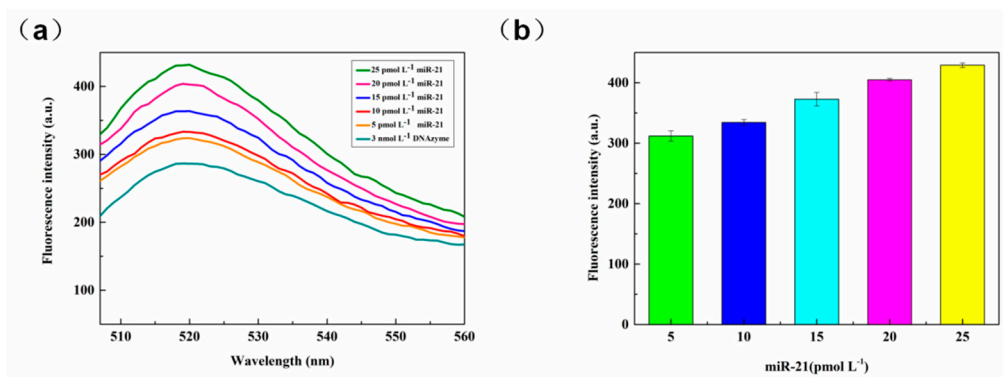 (a)
Fluorescence intensity (a.u.)
400
300
200
100
25 pmol L⁻¹ miR-21
20 pmol L⁻¹ miR-21
15 pmol L⁻¹ miR-21
10 pmol L⁻¹ miR-21
5 pmol L⁻¹ miR-21
3 nmol L⁻¹ DNAzyme
510 520 530 540 550 560
Wavelength (nm)
(b)
Fluorescence intensity (a.u.)
400
300
200
100
0
5 10 15 20 25
miR-21(pmol L⁻¹)